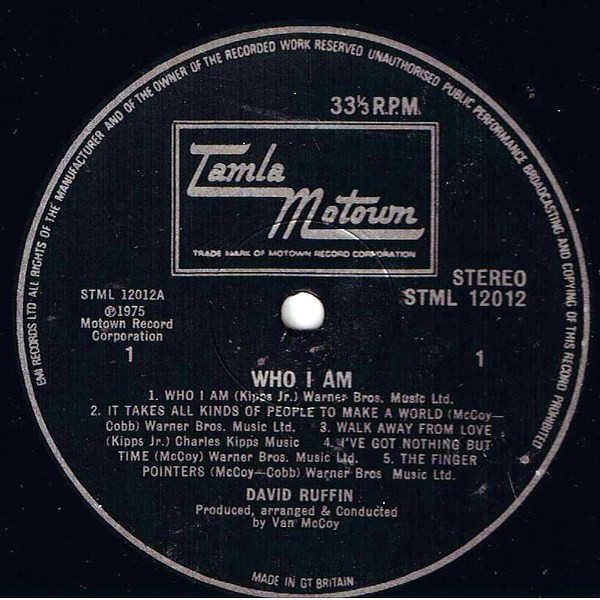 EMI RECORDS LTD ALL RIGHTS OF THE MANUFACTURER AND OF THE OWNER OF THE RECORDED WORK RESERVED UNAUTHORISED PUBLIC PERFORMANCE BROADCASTING AND COPYING OF THIS RECORD PROHIBITED
33⅓ R.P.M.
Tamla
Motown
TRADE MARK OF MOTOWN RECORD CORPORATION
STEREO
STML 12012
STML 12012A
℗1975
Motown Record
Corporation
1
1
WHO I AM
1. WHO I AM (Kipps Jr.) Warner Bros. Music Ltd.
2. IT TAKES ALL KINDS OF PEOPLE TO MAKE A WORLD (McCoy—
Cobb) Warner Bros. Music Ltd. 3. WALK AWAY FROM LOVE
(Kipps Jr.) Charles Kipps Music 4. I'VE GOT NOTHING BUT
TIME (McCoy) Warner Bros. Music Ltd. 5. THE FINGER
POINTERS (McCoy—Cobb) Warner Bros Music Ltd.
DAVID RUFFIN
Produced, arranged & Conducted
by Van McCoy
MADE IN GT BRITAIN